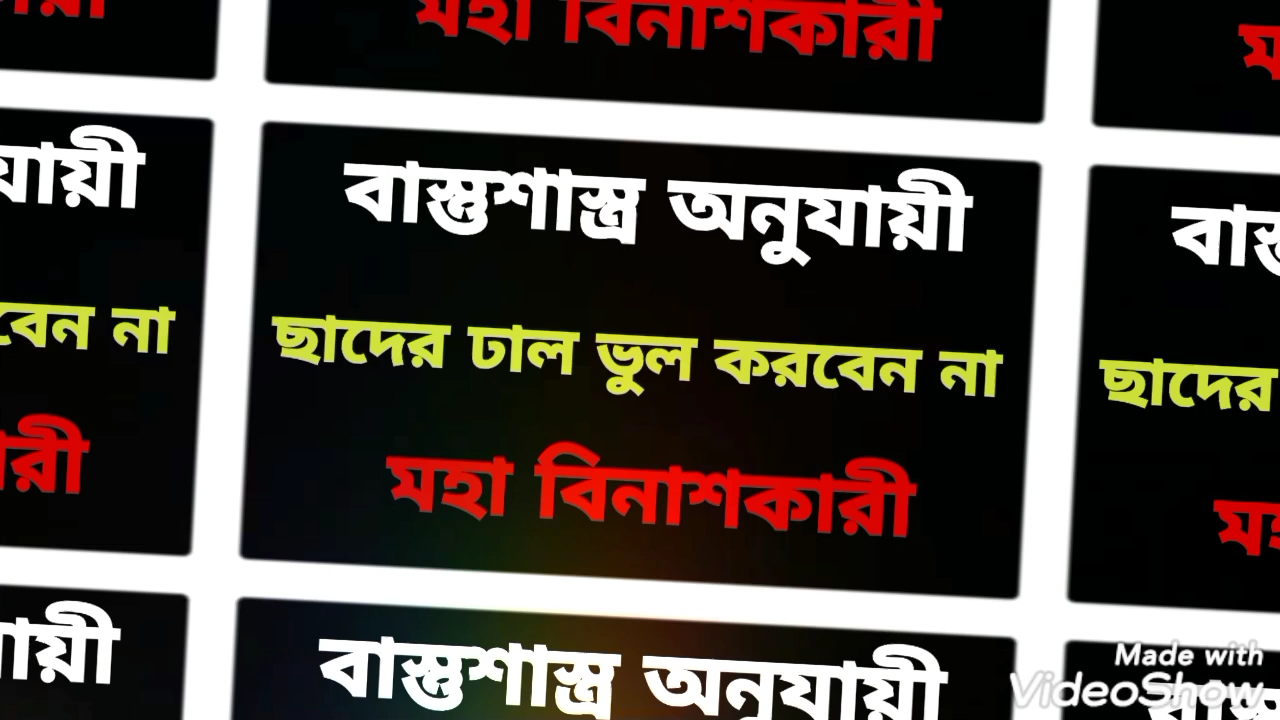 মহা বিনাশকারী
বাস্তুশাস্ত্র অনুযায়ী
ছাদের ঢাল ভুল করবেন না
মহা বিনাশকারী
বাস্তুশাস্ত্র অনুযায়ী
বেন না
ছাদের
Made with
VideoShow